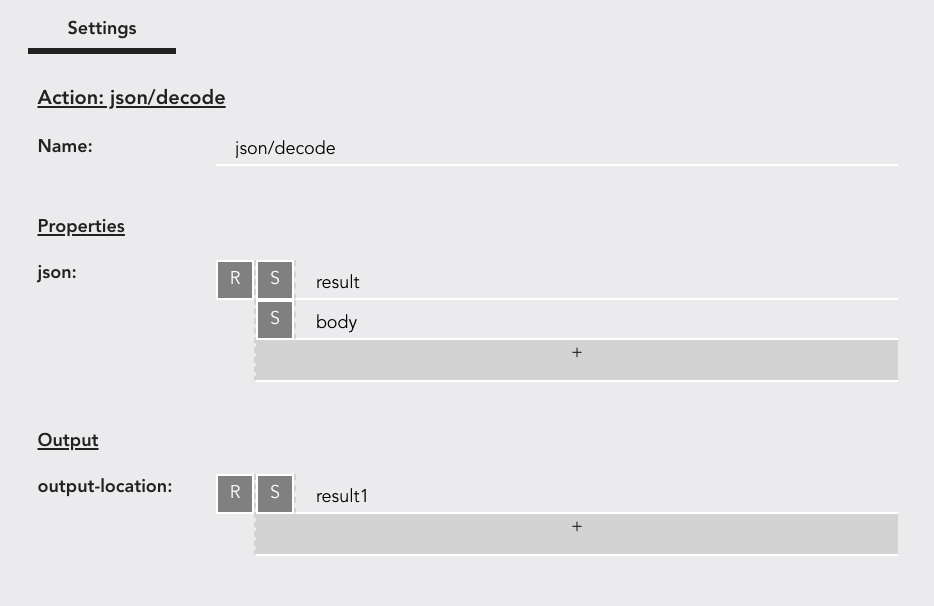 Settings
Action: json/decode
Name: json/decode
Properties
json: R S result
S body
+
Output
output-location: R S result1
+